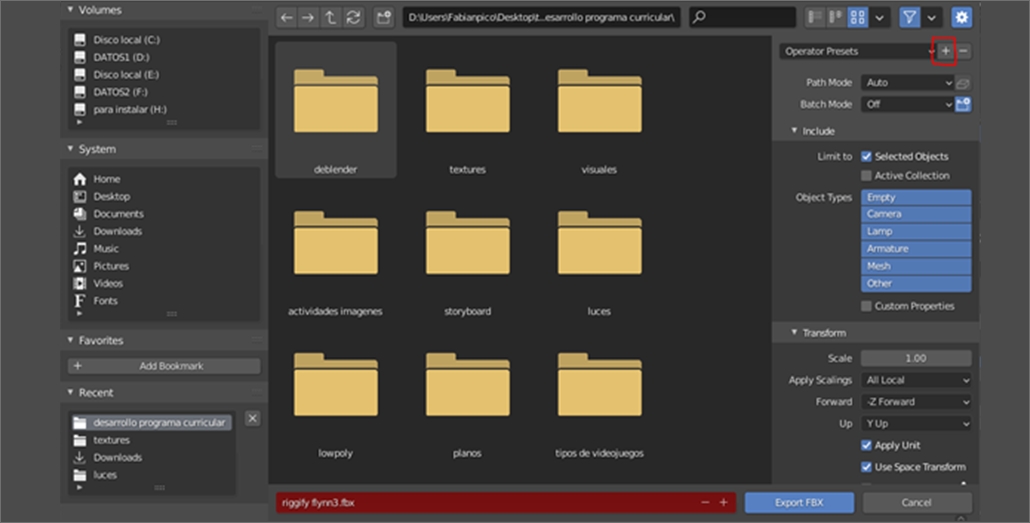 Volumes
Disco local (C:)
DATOS1 (D:)
Disco local (E:)
DATOS2 (F:)
para instalar (H:)
System
Home
Desktop
Documents
Downloads
Music
Pictures
Videos
Fonts
Favorites
Add Bookmark
Recent
desarrollo programa curricular
textures
Downloads
luces
D:\Users\Fabianpico\Desktop\t...esarrollo programa curricular\
deblender
textures
visuales
actividades imagenes
storyboard
luces
lowpoly
planos
tipos de videojuegos
riggify flynn3.fbx
Export FBX
Cancel
Operator Presets
Path Mode Auto
Batch Mode Off
Include
Limit to Selected Objects
Active Collection
Object Types Empty
Camera
Lamp
Armature
Mesh
Other
Custom Properties
Transform
Scale 1.00
Apply Scalings All Local
Forward -Z Forward
Up Y Up
Apply Unit
Use Space Transform